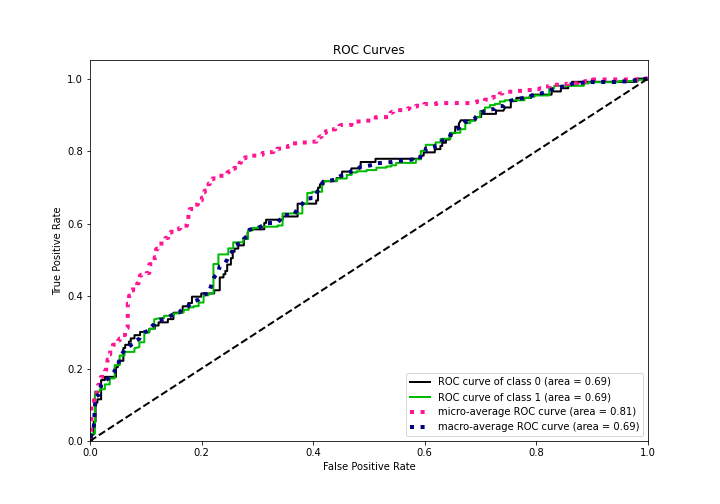 ROC Curves
True Positive Rate
1.0
0.8
0.6
0.4
0.2
0.0
0.0 0.2 0.4 0.6 0.8 1.0
False Positive Rate
ROC curve of class 0 (area = 0.69)
ROC curve of class 1 (area = 0.69)
micro-average ROC curve (area = 0.81)
macro-average ROC curve (area = 0.69)